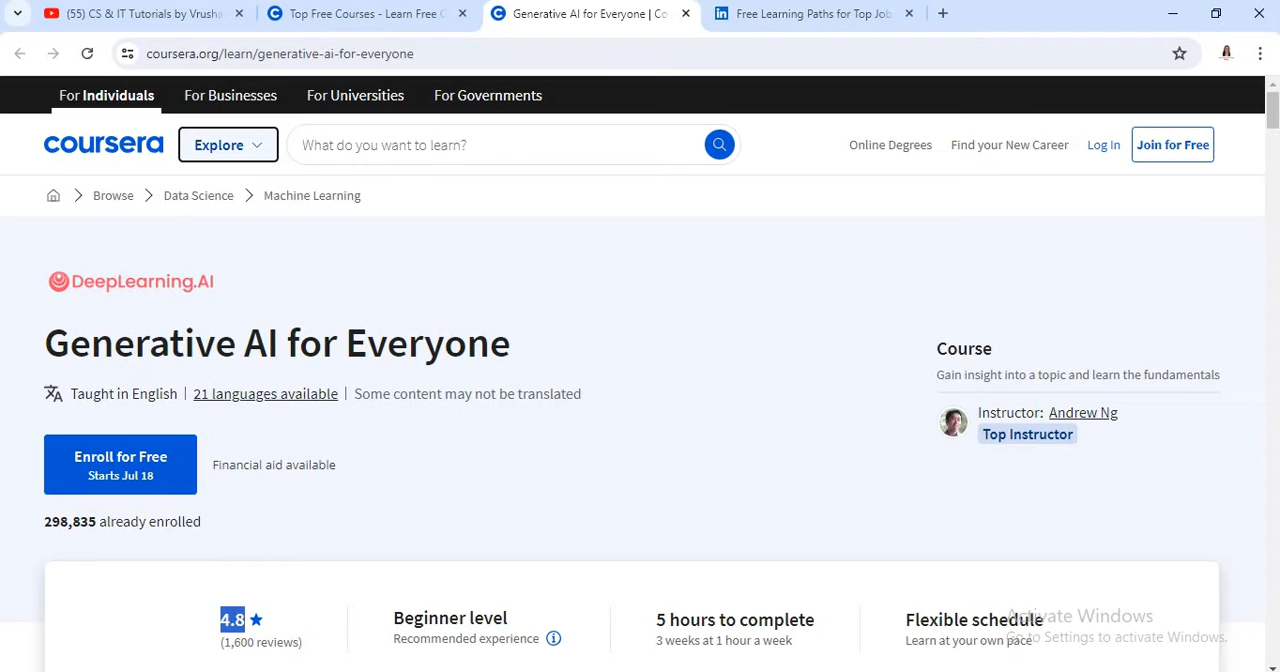 (55) CS & IT Tutorials by Vrusha
Top Free Courses - Learn Free O
Generative AI for Everyone | Co
Free Learning Paths for Top Job
coursera.org/learn/generative-ai-for-everyone
For Individuals For Businesses For Universities For Governments
coursera Explore What do you want to learn? Online Degrees Find your New Career Log In Join for Free
Browse Data Science Machine Learning
DeepLearning.AI
Generative AI for Everyone
Course
Gain insight into a topic and learn the fundamentals
Taught in English | 21 languages available | Some content may not be translated
Instructor: Andrew Ng
Top Instructor
Enroll for Free
Starts Jul 18
Financial aid available
298,835 already enrolled
4.8 ★ Beginner level 5 hours to complete Flexible schedule
(1,600 reviews) Recommended experience 3 weeks at 1 hour a week Learn at your own pace
Activate Windows
Go to Settings to activate Windows.